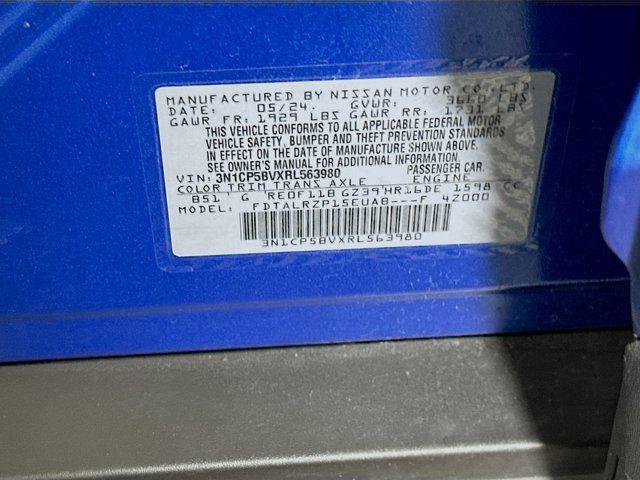 MANUFACTURED BY NISSAN MOTOR CO.,LTD.
DATE: 05/24. GVWR: 3660 LBS
GAWR FR: 1929 LBS GAWR RR: 1731 LBS
THIS VEHICLE CONFORMS TO ALL APPLICABLE FEDERAL MOTOR
VEHICLE SAFETY, BUMPER AND THEFT PREVENTION STANDARDS
IN EFFECT ON THE DATE OF MANUFACTURE SHOWN ABOVE.
SEE OWNER'S MANUAL FOR ADDITIONAL INFORMATION.
VIN: 3N1CP5BVXRL563980 PASSENGER CAR.
COLOR TRIM TRANS AXLE ENGINE
B51 G RE0F11B GZ39 HR16DE 1598 CC
MODEL: FDTALRZP15EUAB---F 42000
3N1CP5BVXRL563980